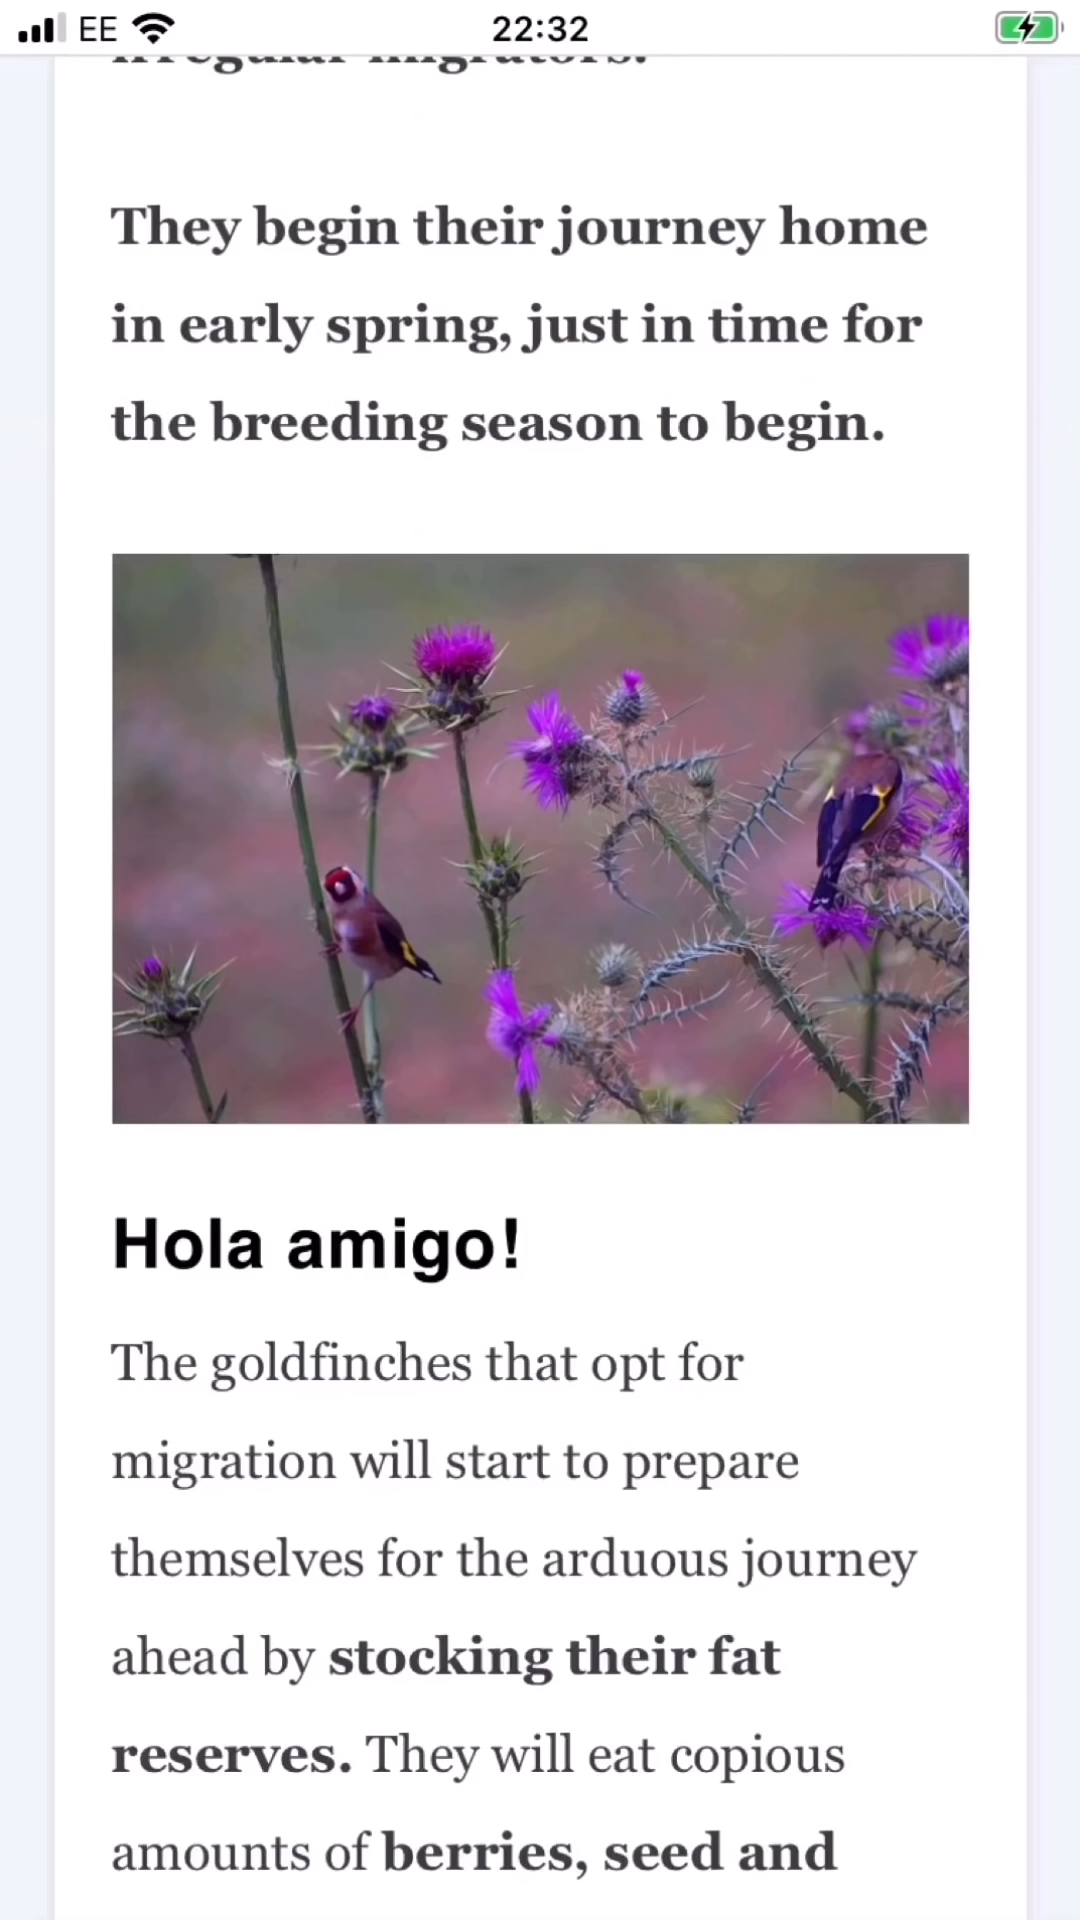 EE 22:32
irregular migrators.
They begin their journey home
in early spring, just in time for
the breeding season to begin.
Hola amigo!
The goldfinches that opt for
migration will start to prepare
themselves for the arduous journey
ahead by stocking their fat
reserves. They will eat copious
amounts of berries, seed and